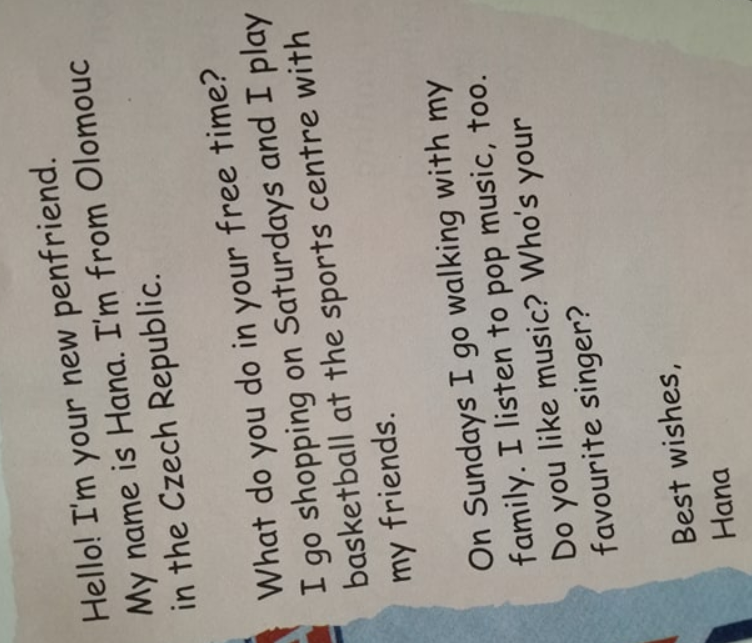 Hello! I'm your new penfriend.
My name is Hana. I'm from Olomouc
in the Czech Republic.
What do you do in your free time?
I go shopping on Saturdays and I play
basketball at the sports centre with
my friends.
On Sundays I go walking with my
family. I listen to pop music, too.
Do you like music? Who's your
favourite singer?
Best wishes,
Hana